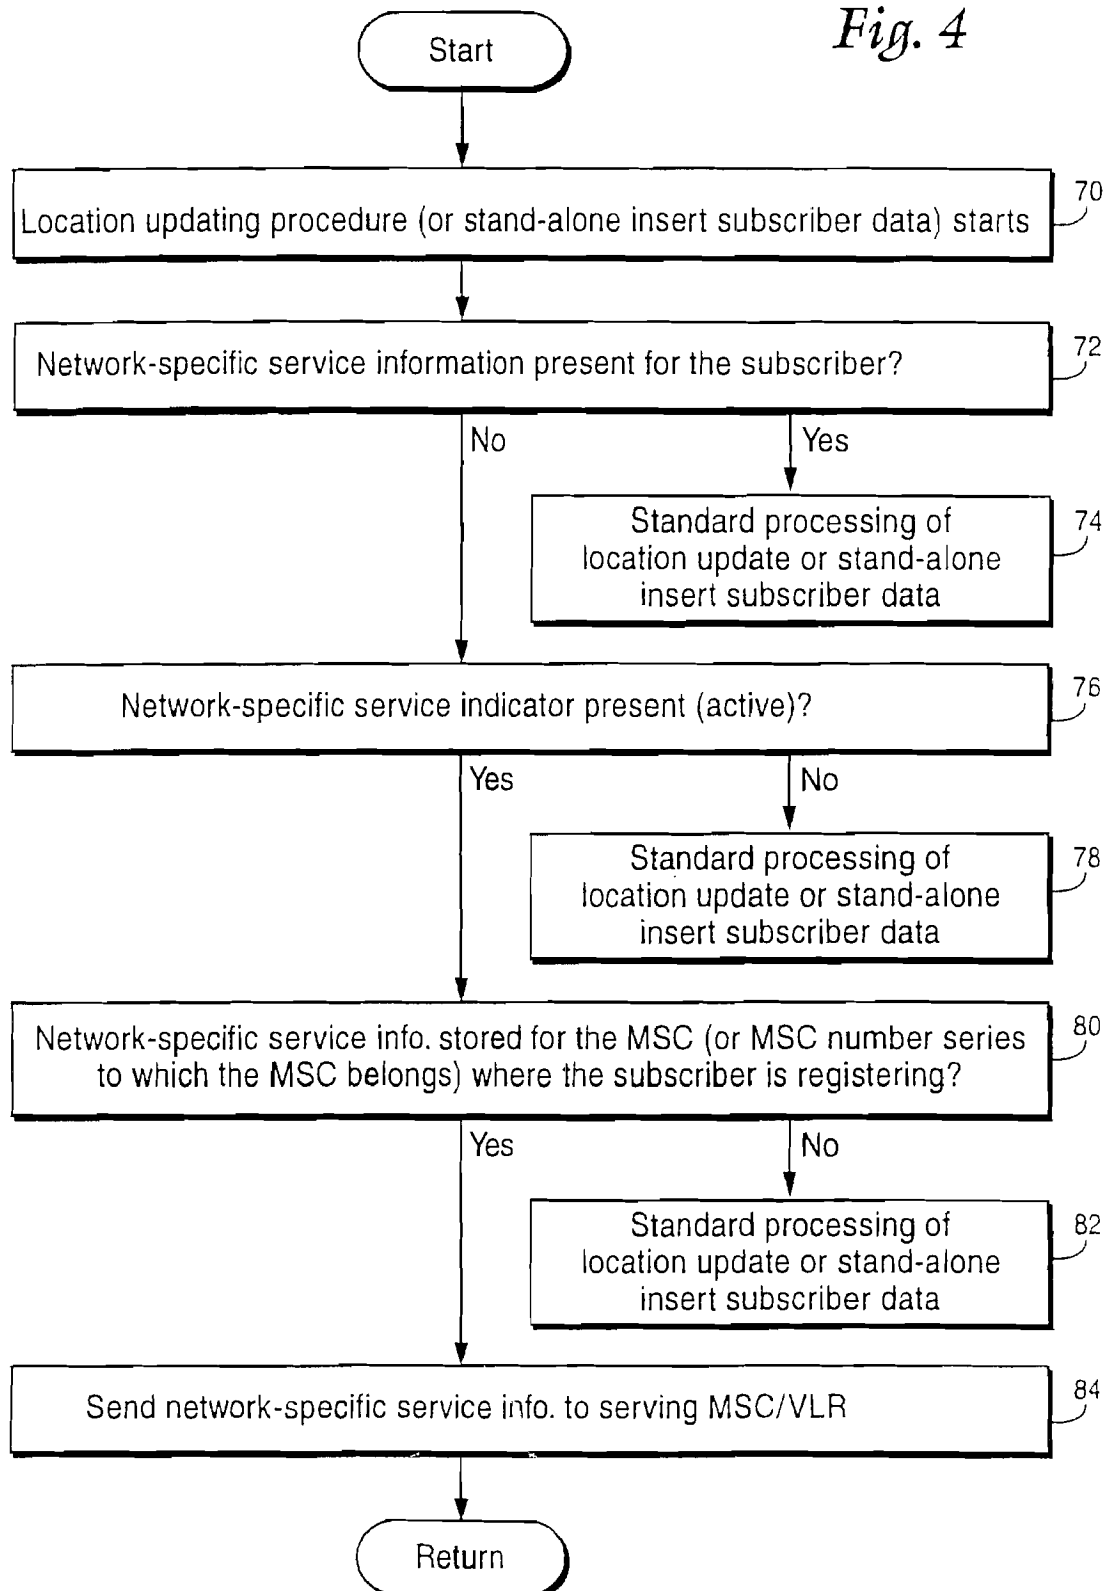 Fig. 4
Start
70
Location updating procedure (or stand-alone insert subscriber data) starts
72
Network-specific service information present for the subscriber?
No
Yes
74
Standard processing of
location update or stand-alone
insert subscriber data
76
Network-specific service indicator present (active)?
Yes
No
78
Standard processing of
location update or stand-alone
insert subscriber data
80
Network-specific service info. stored for the MSC (or MSC number series
to which the MSC belongs) where the subscriber is registering?
Yes
No
82
Standard processing of
location update or stand-alone
insert subscriber data
84
Send network-specific service info. to serving MSC/VLR
Return